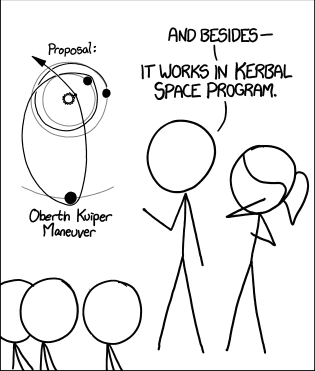 Proposal:
Oberth Kuiper
Maneuver
AND BESIDES—
IT WORKS IN KERBAL
SPACE PROGRAM.